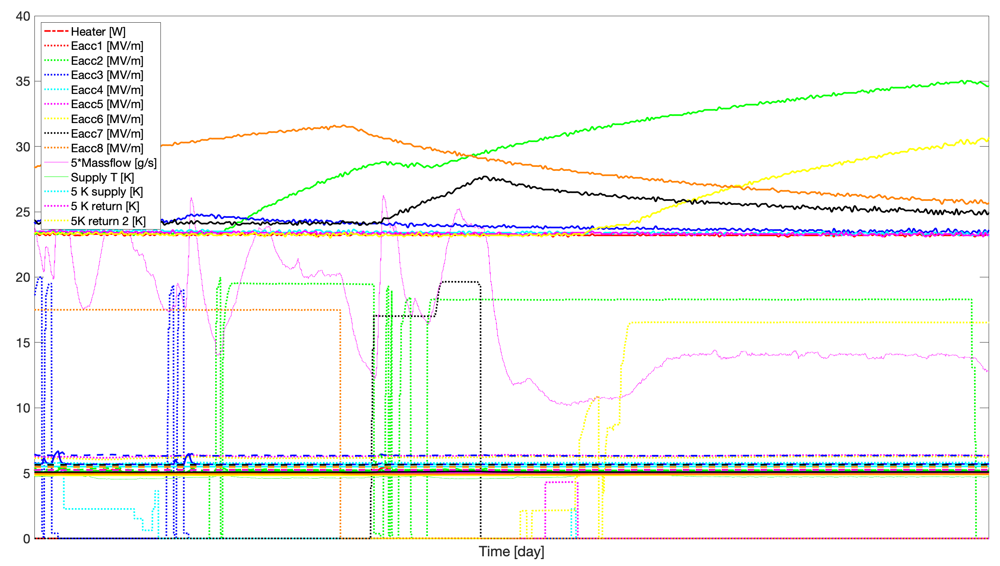 40
35
30
25
20
15
10
5
0
Heater [W]
Eacc1 [MV/m]
Eacc2 [MV/m]
Eacc3 [MV/m]
Eacc4 [MV/m]
Eacc5 [MV/m]
Eacc6 [MV/m]
Eacc7 [MV/m]
Eacc8 [MV/m]
5*Massflow [g/s]
Supply T [K]
5 K supply [K]
5 K return [K]
5K return 2 [K]
Time [day]